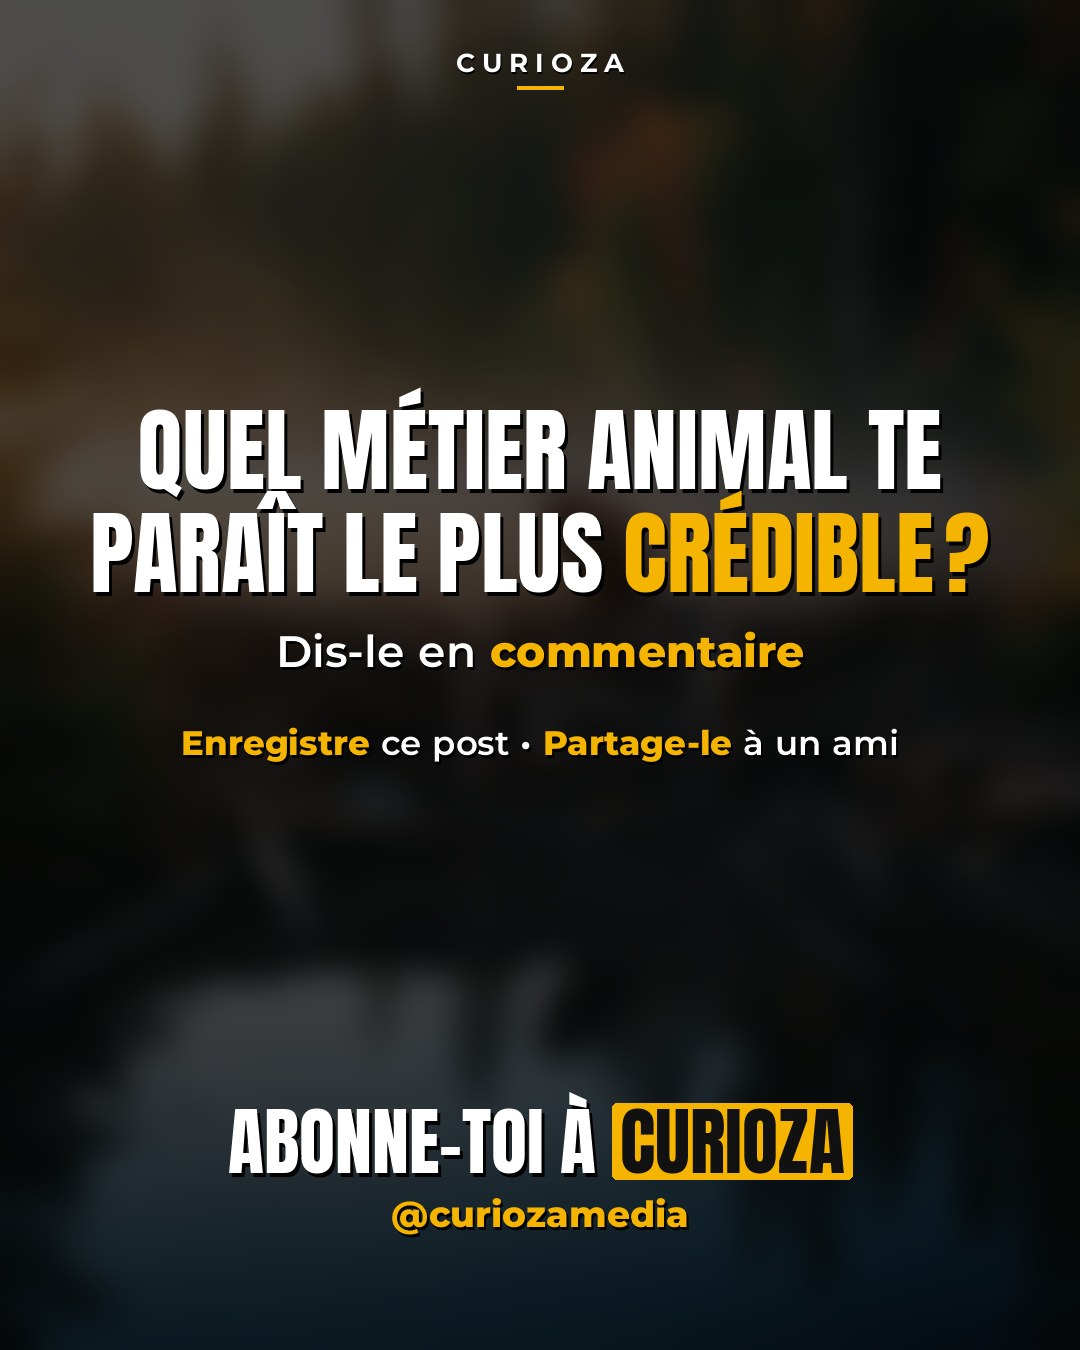 CURIOZA
QUEL MÉTIER ANIMAL TE
PARAÎT LE PLUS CRÉDIBLE ?
Dis-le en commentaire
Enregistre ce post • Partage-le à un ami
ABONNE-TOI À CURIOZA
@curiozamedia